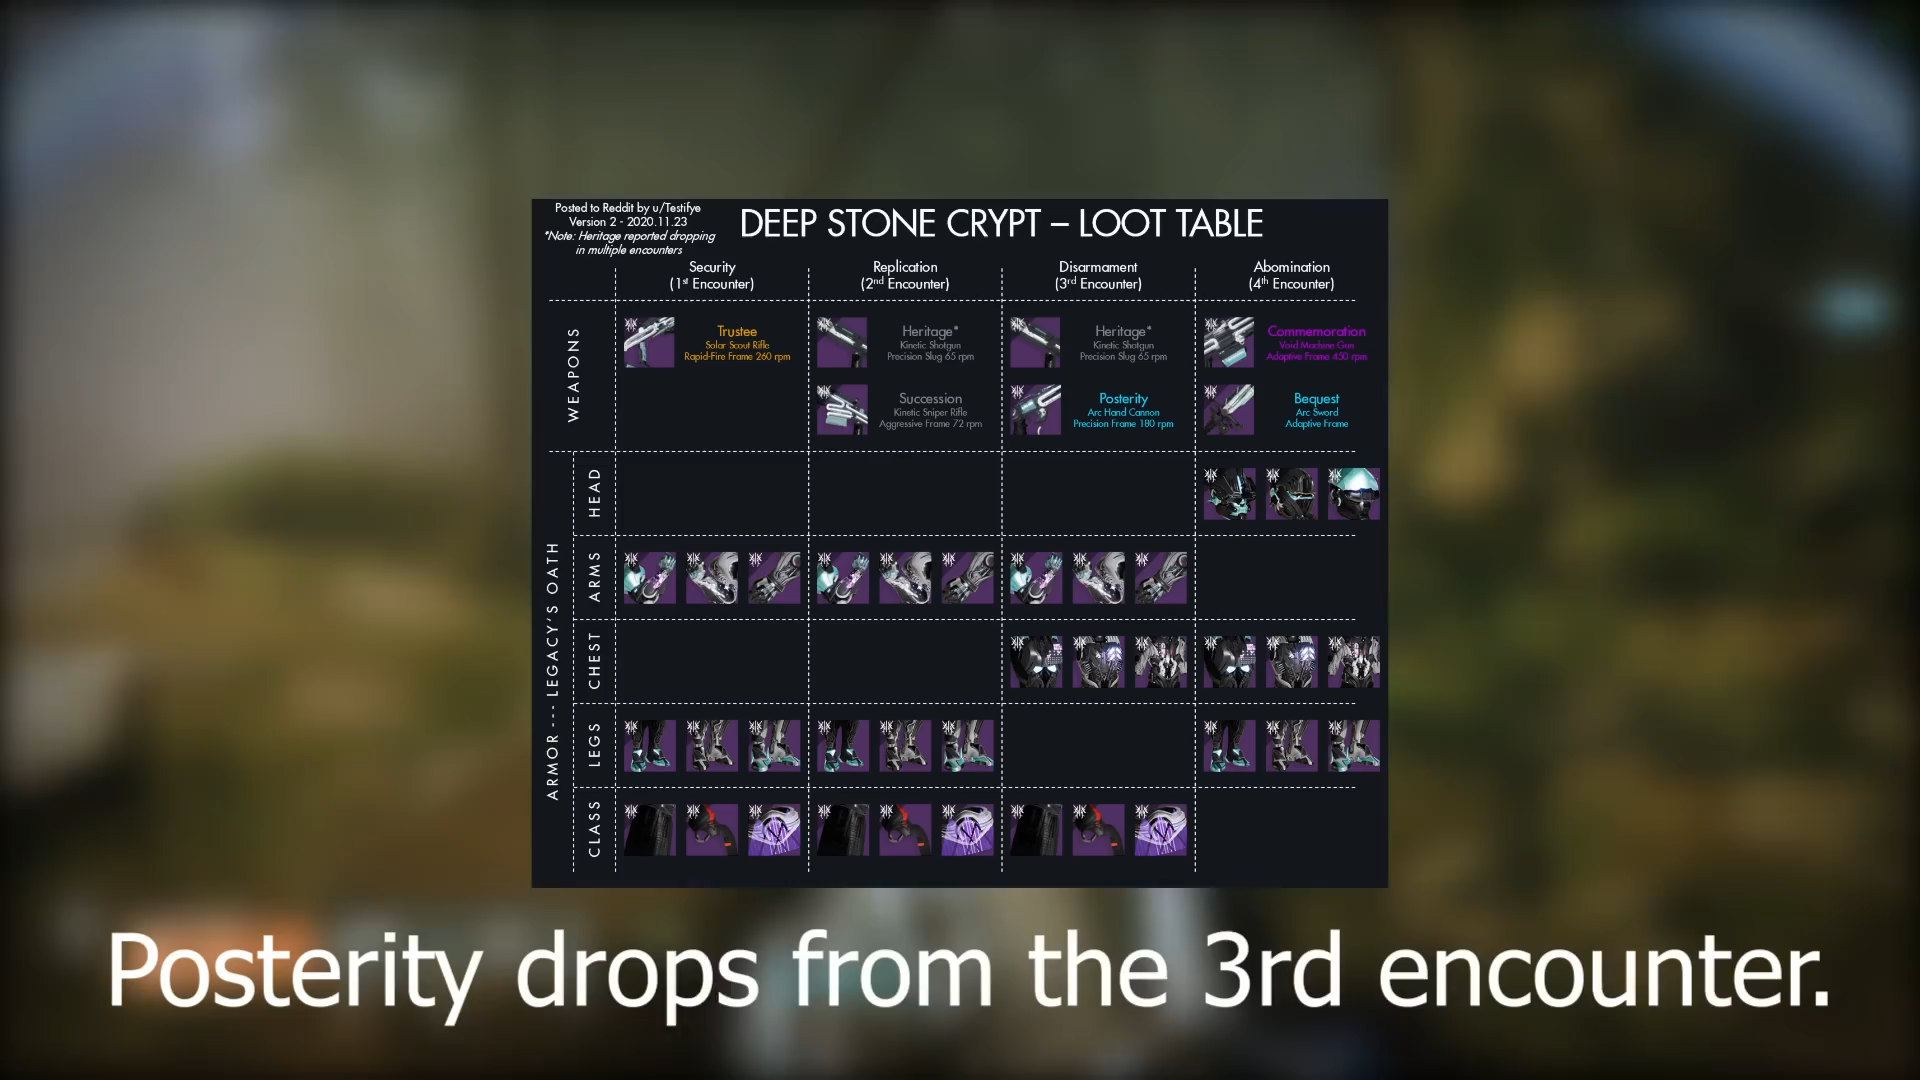 Posted to Reddit by u/Testifye
Version 2 - 2020.11.23
*Note: Heritage reported dropping
in multiple encounters
DEEP STONE CRYPT – LOOT TABLE
Security
(1st Encounter)
Replication
(2nd Encounter)
Disarmament
(3rd Encounter)
Abomination
(4th Encounter)
WEAPONS
Trustee
Solar Scout Rifle
Rapid-Fire Frame 260 rpm
Heritage*
Kinetic Shotgun
Precision Slug 65 rpm
Succession
Kinetic Sniper Rifle
Aggressive Frame 72 rpm
Heritage*
Kinetic Shotgun
Precision Slug 65 rpm
Posterity
Arc Hand Cannon
Precision Frame 180 rpm
Commemoration
Void Machine Gun
Adaptive Frame 450 rpm
Bequest
Arc Sword
Adaptive Frame
ARMOR --- LEGACY'S OATH
HEAD
ARMS
CHEST
LEGS
CLASS
Posterity drops from the 3rd encounter.